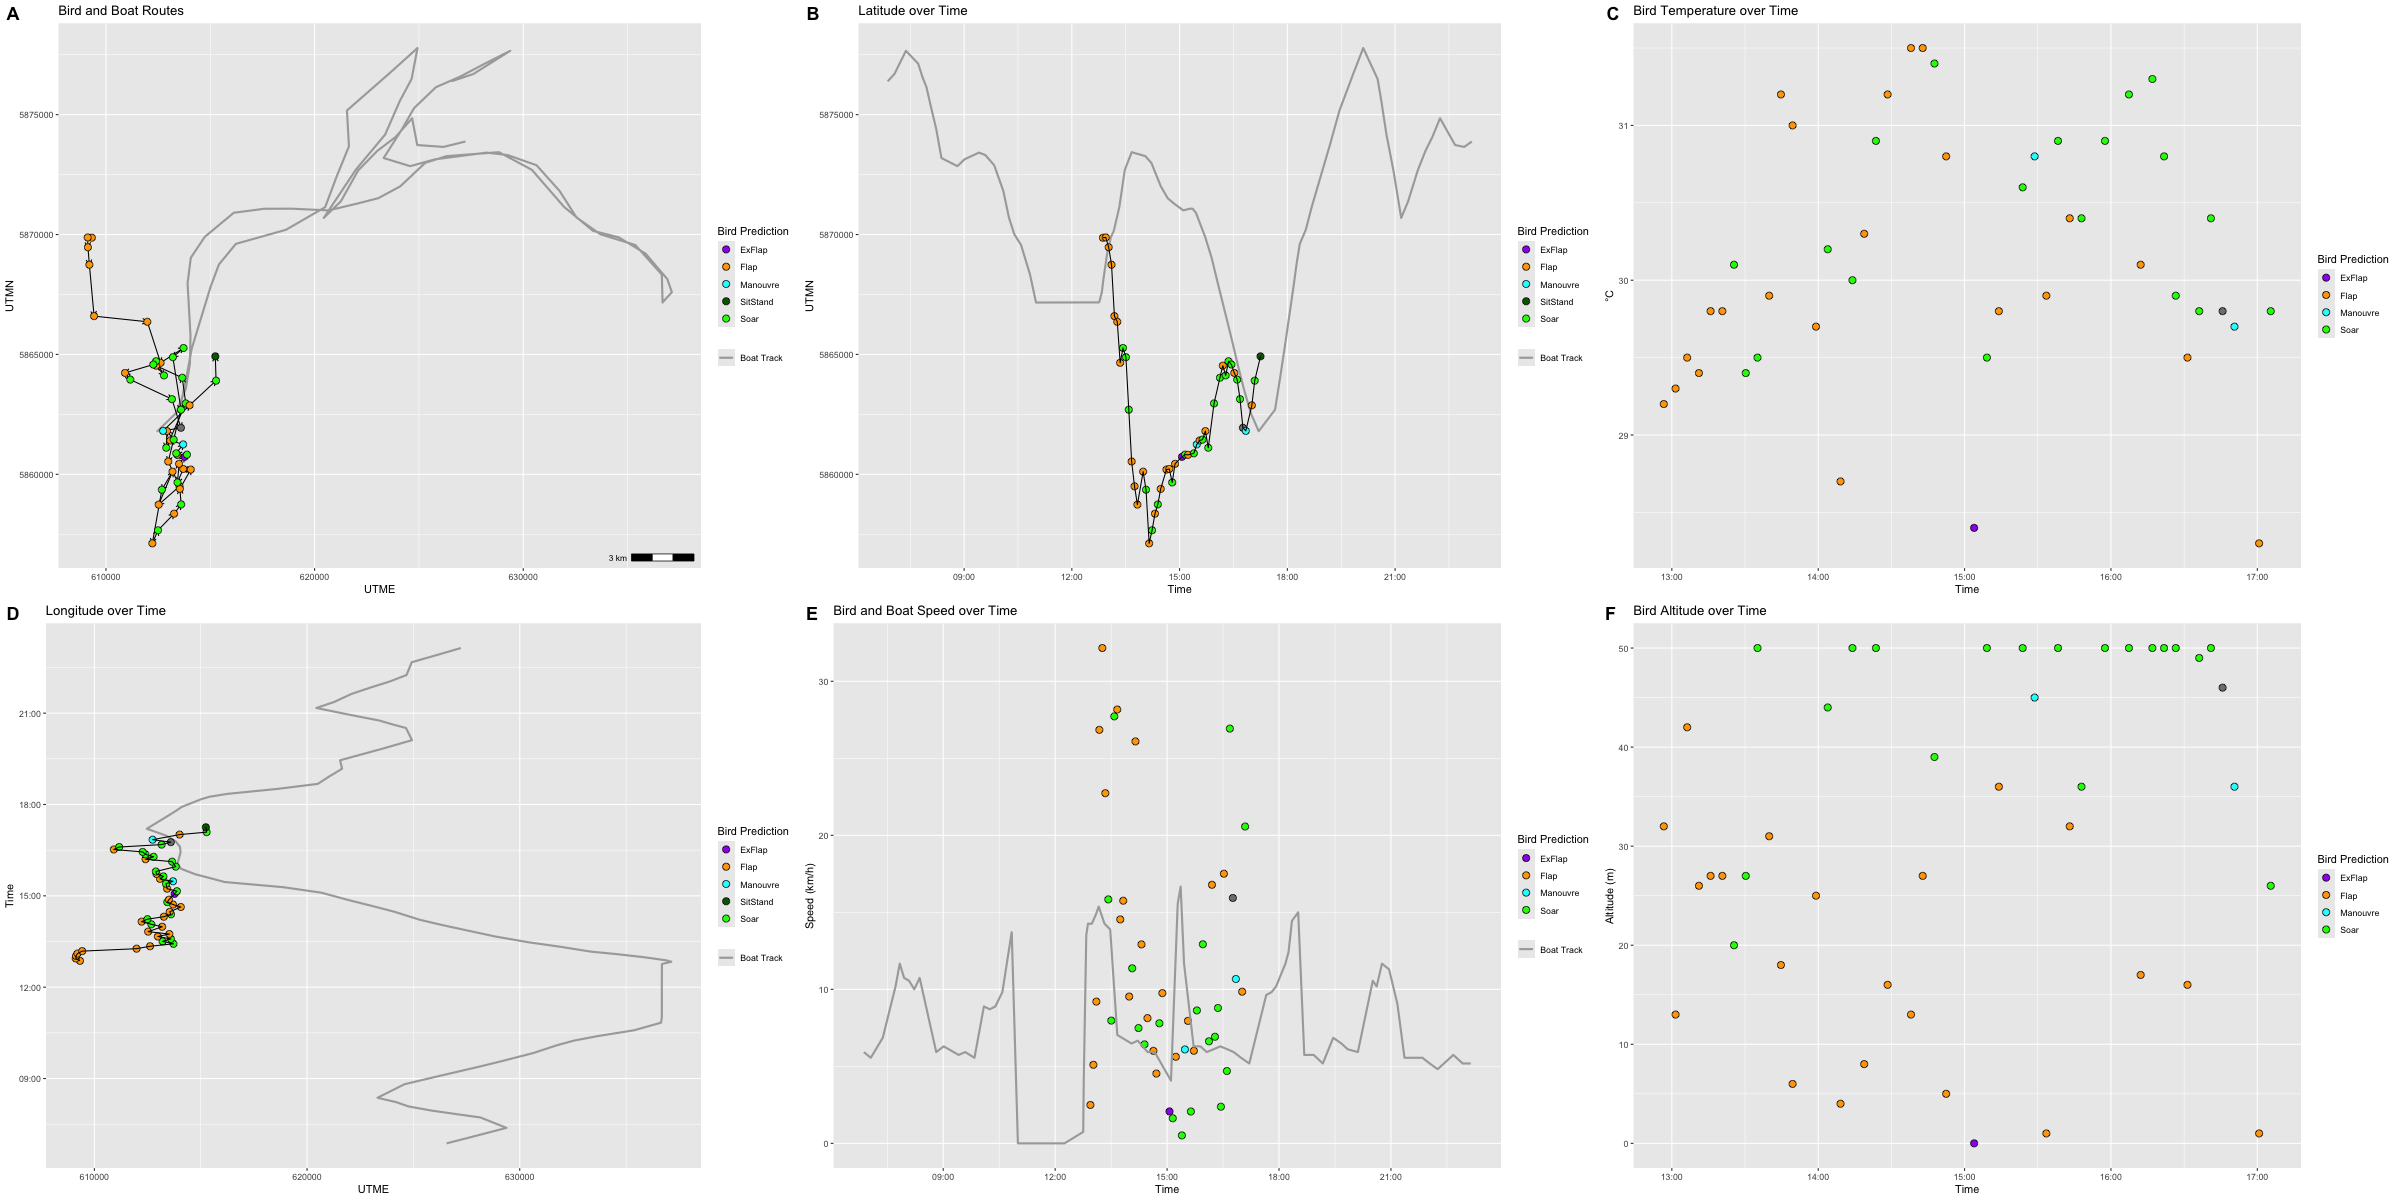 A Bird and Boat Routes
UTMN
5875000
5870000
5865000
5860000
610000 620000 630000
UTME
3 km
Bird Prediction
ExFlap
Flap
Manouvre
SitStand
Soar
Boat Track
B Latitude over Time
UTMN
5875000
5870000
5865000
5860000
09:00 12:00 15:00 18:00 21:00
Time
Bird Prediction
ExFlap
Flap
Manouvre
SitStand
Soar
Boat Track
C Bird Temperature over Time
°C
31
30
29
13:00 14:00 15:00 16:00 17:00
Time
Bird Prediction
ExFlap
Flap
Manouvre
Soar
D Longitude over Time
Time
21:00
18:00
15:00
12:00
09:00
610000 620000 630000
UTME
Bird Prediction
ExFlap
Flap
Manouvre
SitStand
Soar
Boat Track
E Bird and Boat Speed over Time
Speed (km/h)
30
20
10
0
09:00 12:00 15:00 18:00 21:00
Time
Bird Prediction
ExFlap
Flap
Manouvre
Soar
Boat Track
F Bird Altitude over Time
Altitude (m)
50
40
30
20
10
0
13:00 14:00 15:00 16:00 17:00
Time
Bird Prediction
ExFlap
Flap
Manouvre
Soar